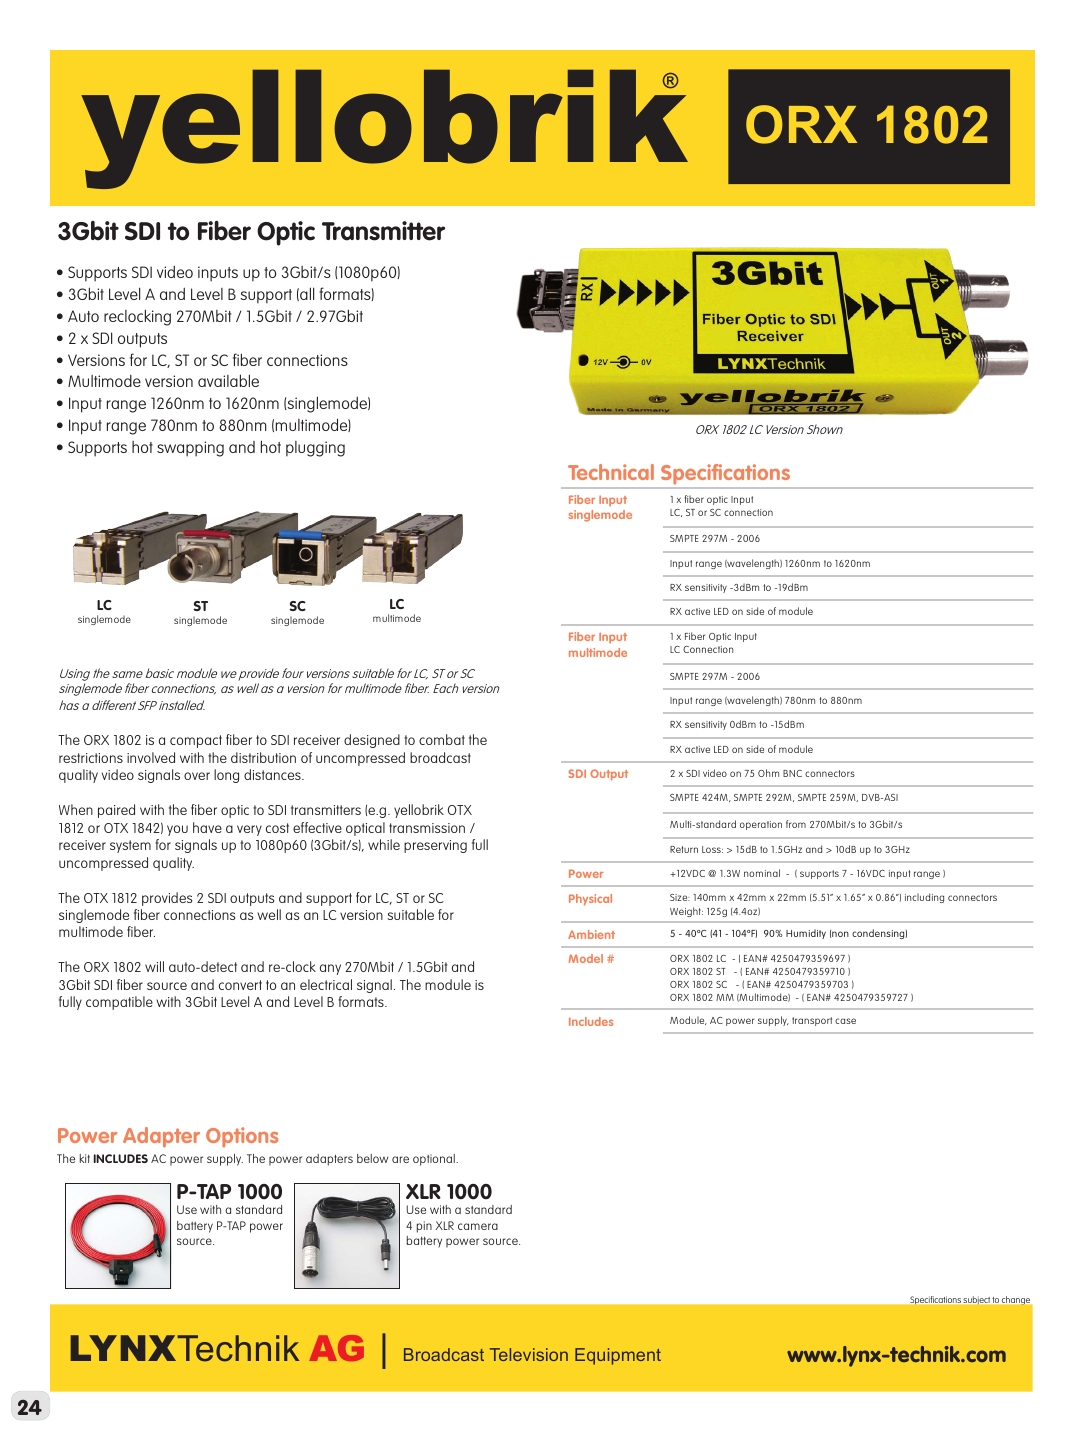 yellobrik®
ORX 1802
3Gbit SDI to Fiber Optic Transmitter
• Supports SDI video inputs up to 3Gbit/s (1080p60)
• 3Gbit Level A and Level B support (all formats)
• Auto reclocking 270Mbit / 1.5Gbit / 2.97Gbit
• 2 x SDI outputs
• Versions for LC, ST or SC fiber connections
• Multimode version available
• Input range 1260nm to 1620nm (singlemode)
• Input range 780nm to 880nm (multimode)
• Supports hot swapping and hot plugging
RX
3Gbit
Fiber Optic to SDI
Receiver
LYNXTechnik
OUT 1
OUT 2
12V 0V
yellobrik
Made in Germany
ORX 1802
ORX 1802 LC Version Shown
LC
singlemode
ST
singlemode
SC
singlemode
LC
multimode
Using the same basic module we provide four versions suitable for LC, ST or SC
singlemode fiber connections, as well as a version for multimode fiber. Each version
has a different SFP installed.
The ORX 1802 is a compact fiber to SDI receiver designed to combat the
restrictions involved with the distribution of uncompressed broadcast
quality video signals over long distances.
When paired with the fiber optic to SDI transmitters (e.g. yellobrik OTX
1812 or OTX 1842) you have a very cost effective optical transmission /
receiver system for signals up to 1080p60 (3Gbit/s), while preserving full
uncompressed quality.
The OTX 1812 provides 2 SDI outputs and support for LC, ST or SC
singlemode fiber connections as well as an LC version suitable for
multimode fiber.
The ORX 1802 will auto-detect and re-clock any 270Mbit / 1.5Gbit and
3Gbit SDI fiber source and convert to an electrical signal. The module is
fully compatible with 3Gbit Level A and Level B formats.
Technical Specifications
Fiber Input
singlemode
1 x fiber optic Input
LC, ST or SC connection
SMPTE 297M - 2006
Input range (wavelength) 1260nm to 1620nm
RX sensitivity -3dBm to -19dBm
RX active LED on side of module
Fiber Input
multimode
1 x Fiber Optic Input
LC Connection
SMPTE 297M - 2006
Input range (wavelength) 780nm to 880nm
RX sensitivity 0dBm to -15dBm
RX active LED on side of module
SDI Output
2 x SDI video on 75 Ohm BNC connectors
SMPTE 424M, SMPTE 292M, SMPTE 259M, DVB-ASI
Multi-standard operation from 270Mbit/s to 3Gbit/s
Return Loss: > 15dB to 1.5GHz and > 10dB up to 3GHz
Power
+12VDC @ 1.3W nominal - ( supports 7 - 16VDC input range )
Physical
Size: 140mm x 42mm x 22mm (5.51" x 1.65" x 0.86") including connectors
Weight: 125g (4.4oz)
Ambient
5 - 40ºC (41 - 104ºF) 90% Humidity (non condensing)
Model #
ORX 1802 LC - ( EAN# 4250479359697 )
ORX 1802 ST - ( EAN# 4250479359710 )
ORX 1802 SC - ( EAN# 4250479359703 )
ORX 1802 MM (Multimode) - ( EAN# 4250479359727 )
Includes
Module, AC power supply, transport case
Power Adapter Options
The kit INCLUDES AC power supply. The power adapters below are optional.
P-TAP 1000
Use with a standard
battery P-TAP power
source.
XLR 1000
Use with a standard
4 pin XLR camera
battery power source.
Specifications subject to change
LYNXTechnik AG | Broadcast Television Equipment
www.lynx-technik.com
24